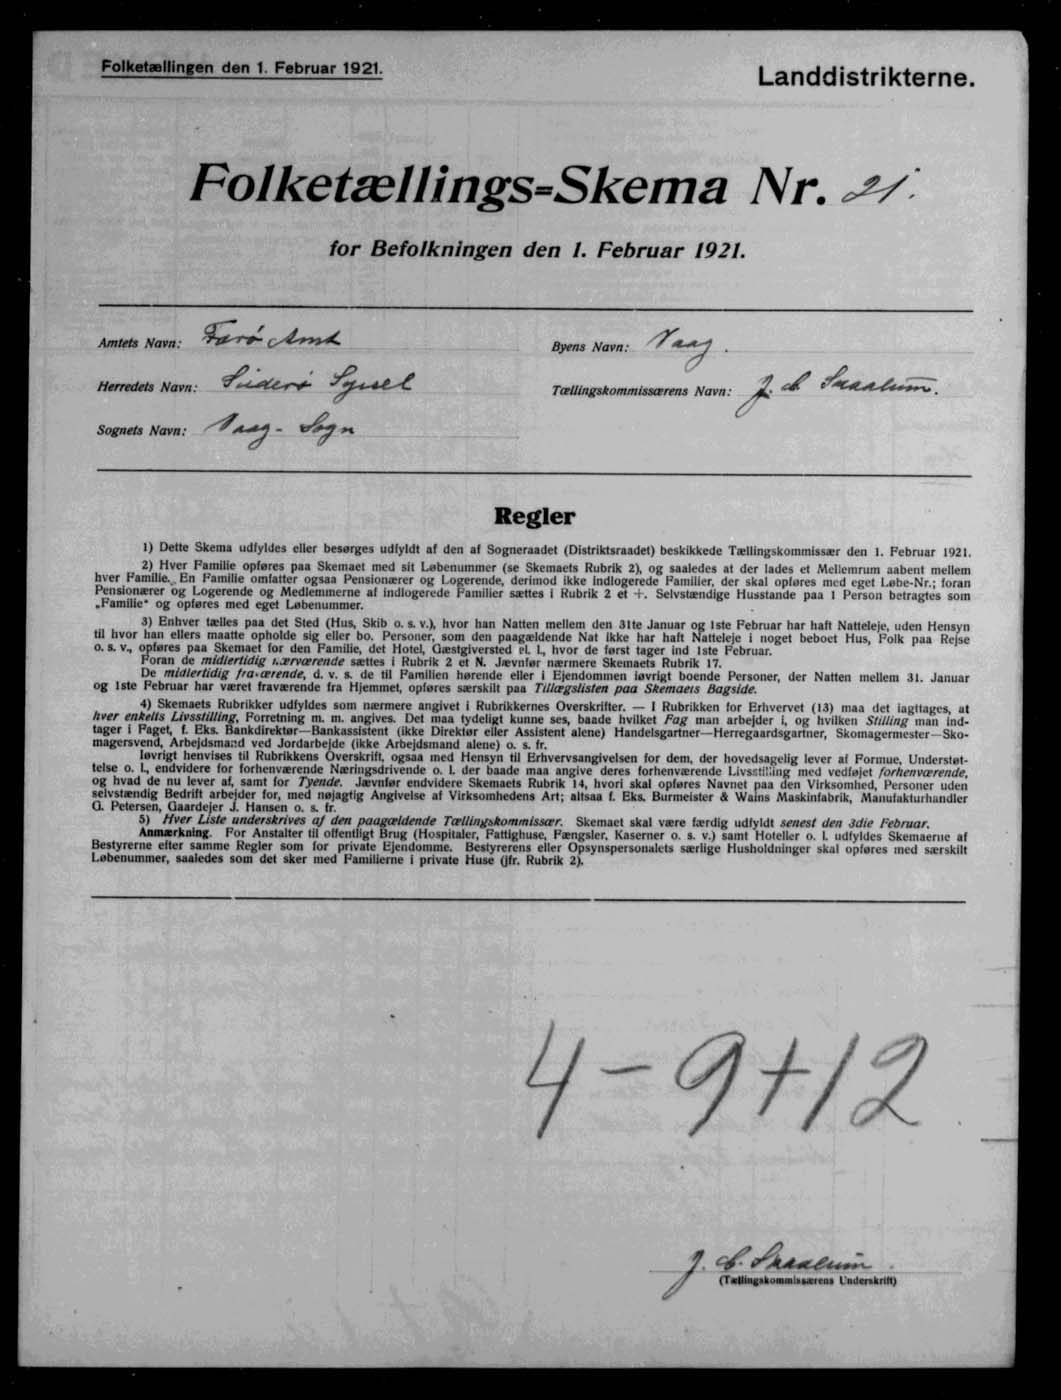 Folketællingen den 1. Februar 1921.
Landdistrikterne.
Folketællings=Skema Nr. 21.
for Befolkningen den 1. Februar 1921.
Amtets Navn: Færø Amt
Byens Navn: Vaag.
Herredets Navn: Suderø Syssel
Tællingskommissærens Navn: J. C.
Sognets Navn: Vaag - Sogn
Regler
1) Dette Skema udfyldes eller besørges udfyldt af den af Sogneraadet (Distriktsraadet) beskikkede Tællingskommissær den 1. Februar 1921.
2) Hver Familie opføres paa Skemaet med sit Løbenummer (se Skemaets Rubrik 2), og saaledes at der lades et Mellemrum aabent mellem
hver Familie. En Familie omfatter ogsaa Pensionærer og Logerende, derimod ikke indlogerede Familier, der skal opføres med eget Løbe-Nr.; foran
Pensionærer og Logerende og Medlemmerne af indlogerede Familier sættes i Rubrik 2 et +. Selvstændige Husstande paa 1 Person betragtes som
„Familie“ og opføres med eget Løbenummer.
3) Enhver tælles paa det Sted (Hus, Skib o. s. v.), hvor han Natten mellem den 31te Januar og 1ste Februar har haft Natteleje, uden Hensyn
til hvor han ellers maatte opholde sig eller bo. Personer, som den paagældende Nat ikke har haft Natteleje i noget beboet Hus, Folk paa Rejse
o. s. v., opføres paa Skemaet for den Familie, det Hotel, Gæstgiversted el. l., hvor de først tager ind 1ste Februar.
Foran de midlertidig nærværende sættes i Rubrik 2 et N. Jævnfør nærmere Skemaets Rubrik 17.
De midlertidig fraværende, d. v. s. de til Familien hørende eller i Ejendommen iøvrigt boende Personer, der Natten mellem 31. Januar
og 1ste Februar har været fraværende fra Hjemmet, opføres særskilt paa Tillægslisten paa Skemaets Bagside.
4) Skemaets Rubrikker udfyldes som nærmere angivet i Rubrikkernes Overskrifter. — I Rubrikken for Erhvervet (13) maa det iagttages, at
hver enkelts Livsstilling, Forretning m. m. angives. Det maa tydeligt kunne ses, baade hvilket Fag man arbejder i, og hvilken Stilling man ind-
tager i Faget, f. Eks. Bankdirektør—Bankassistent (ikke Direktør eller Assistent alene) Handelsgartner—Herregaardsgartner, Skomagermester—Sko-
magersvend, Arbejdsmand ved Jordarbejde (ikke Arbejdsmand alene) o. s. fr.
Iøvrigt henvises til Rubrikkens Overskrift, ogsaa med Hensyn til Erhvervsangivelsen for dem, der hovedsagelig lever af Formue, Understøt-
telse o. l., endvidere for forhenværende Næringsdrivende o. l. der baade maa angive deres forhenværende Livsstilling med vedføjet forhenværende,
og hvad de nu lever af, samt for Tyende. Jævnfør endvidere Skemaets Rubrik 14, hvori skal opføres Navnet paa den Virksomhed, Personer uden
selvstændig Bedrift arbejder for, med nøjagtig Angivelse af Virksomhedens Art; altsaa f. Eks. Burmeister & Wains Maskinfabrik, Manufakturhandler
G. Petersen, Gaardejer J. Hansen o. s. fr.
5) Hver Liste underskrives af den paagældende Tællingskommissær. Skemaet skal være færdig udfyldt senest den 3die Februar.
Anmærkning. For Anstalter til offentligt Brug (Hospitaler, Fattighuse, Fængsler, Kaserner o. s. v.) samt Hoteller o. l. udfyldes Skemaerne af
Bestyrerne efter samme Regler som for private Ejendomme. Bestyrerens eller Opsynspersonalets særlige Husholdninger skal opføres med særskilt
Løbenummer, saaledes som det sker med Familierne i private Huse (jfr. Rubrik 2).
4 - 9 + 12
J. C.
(Tællingskommissærens Underskrift)